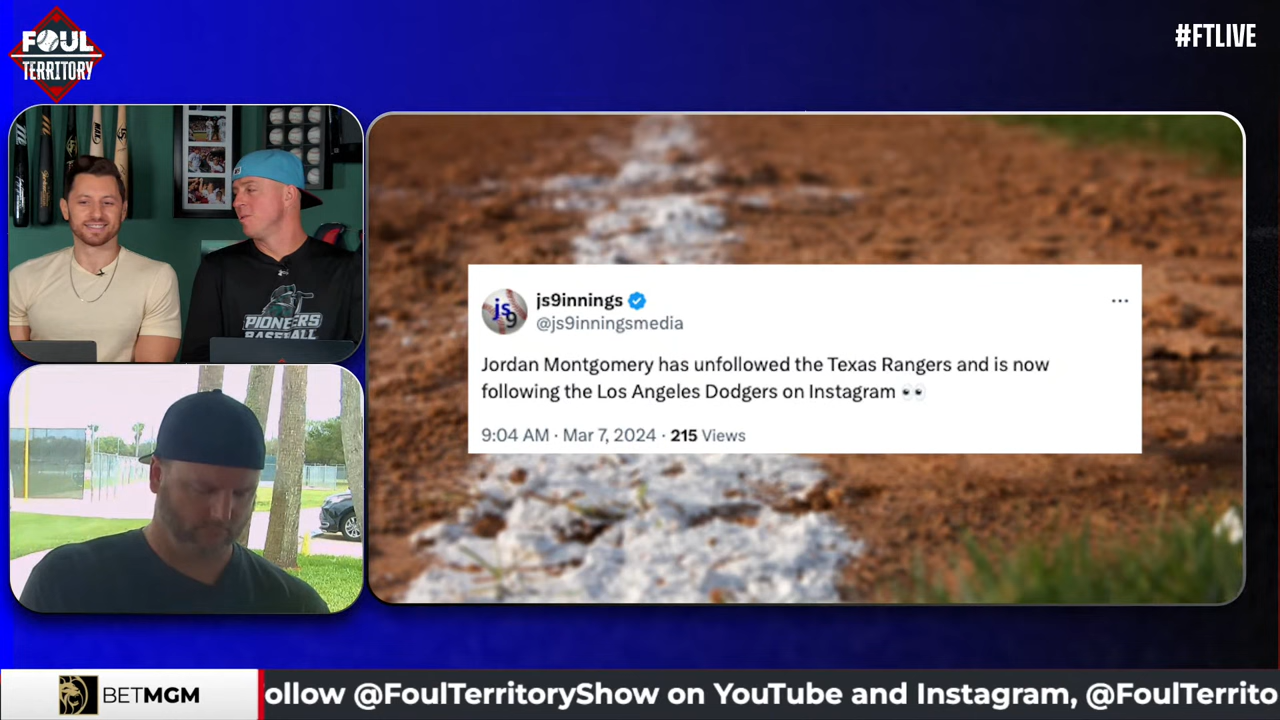 FOUL
TERRITORY
#FTLIVE
PIONEERS
BASEBALL
js9
js9innings
@js9inningsmedia
Jordan Montgomery has unfollowed the Texas Rangers and is now
following the Los Angeles Dodgers on Instagram 👀
9:04 AM · Mar 7, 2024 · 215 Views
BETMGM
ollow @FoulTerritoryShow on YouTube and Instagram, @FoulTerrito